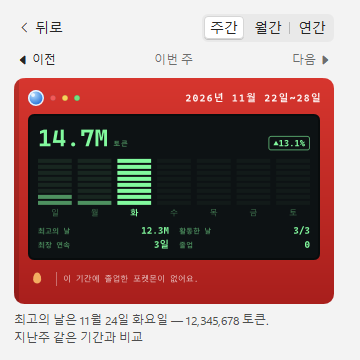 뒤로
주간 월간 연간
이전 이번 주 다음
2026년 11월 22일~28일
14.7M 토큰 ▲13.1%
일 월 화 수 목 금 토
최고의 날 12.3M 활동한 날 3/3
최장 연속 3일 졸업 0
이 기간에 졸업한 포켓몬이 없어요.
최고의 날은 11월 24일 화요일 — 12,345,678 토큰.
지난주 같은 기간과 비교